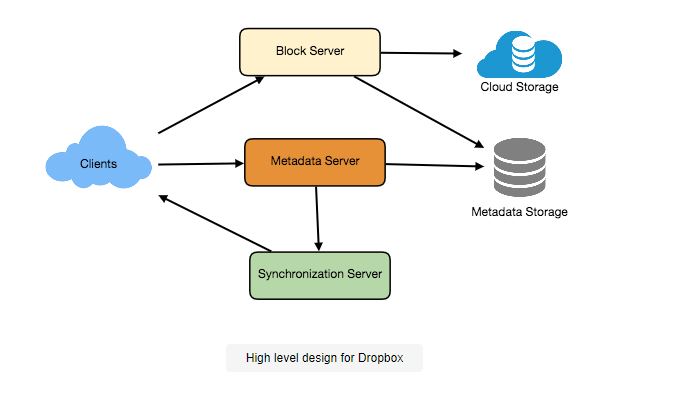 Block Server
Cloud Storage
Clients
Metadata Server
Metadata Storage
Synchronization Server
High level design for Dropbox